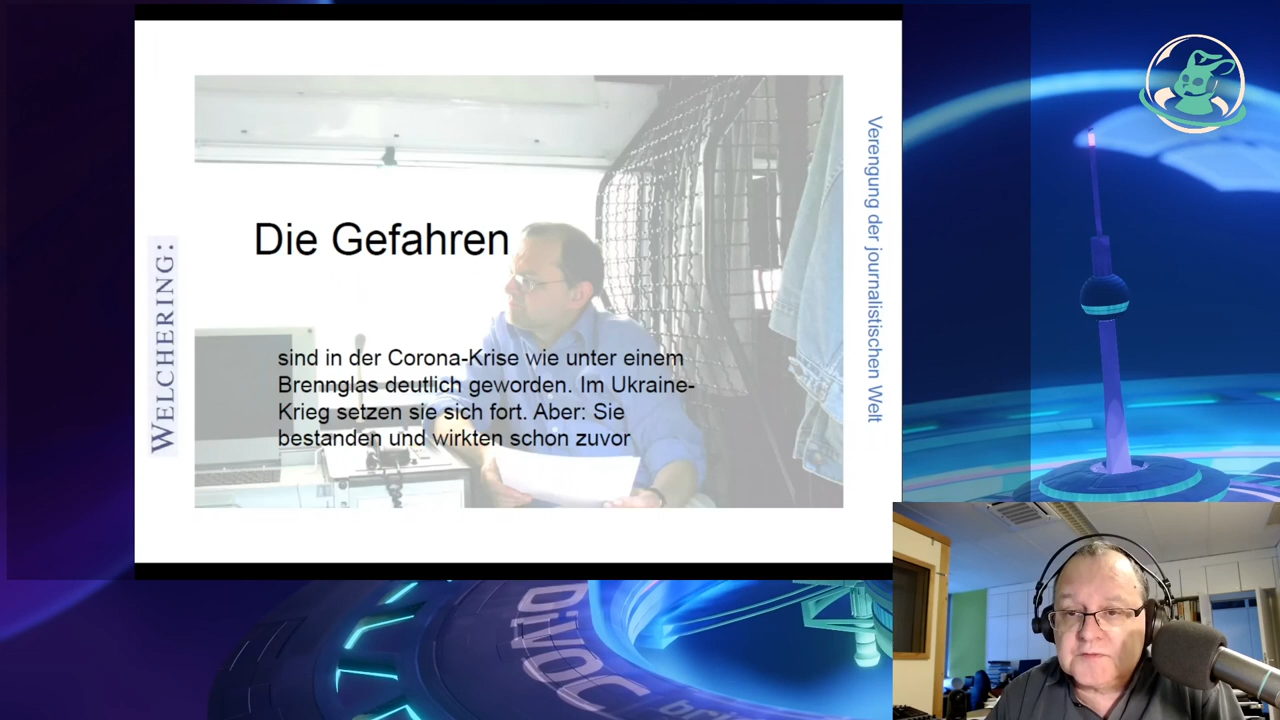 WELCHERING:
Die Gefahren
sind in der Corona-Krise wie unter einem
Brennglas deutlich geworden. Im Ukraine-
Krieg setzen sie sich fort. Aber: Sie
bestanden und wirkten schon zuvor
Verengung der journalistischen Welt
DiVOC